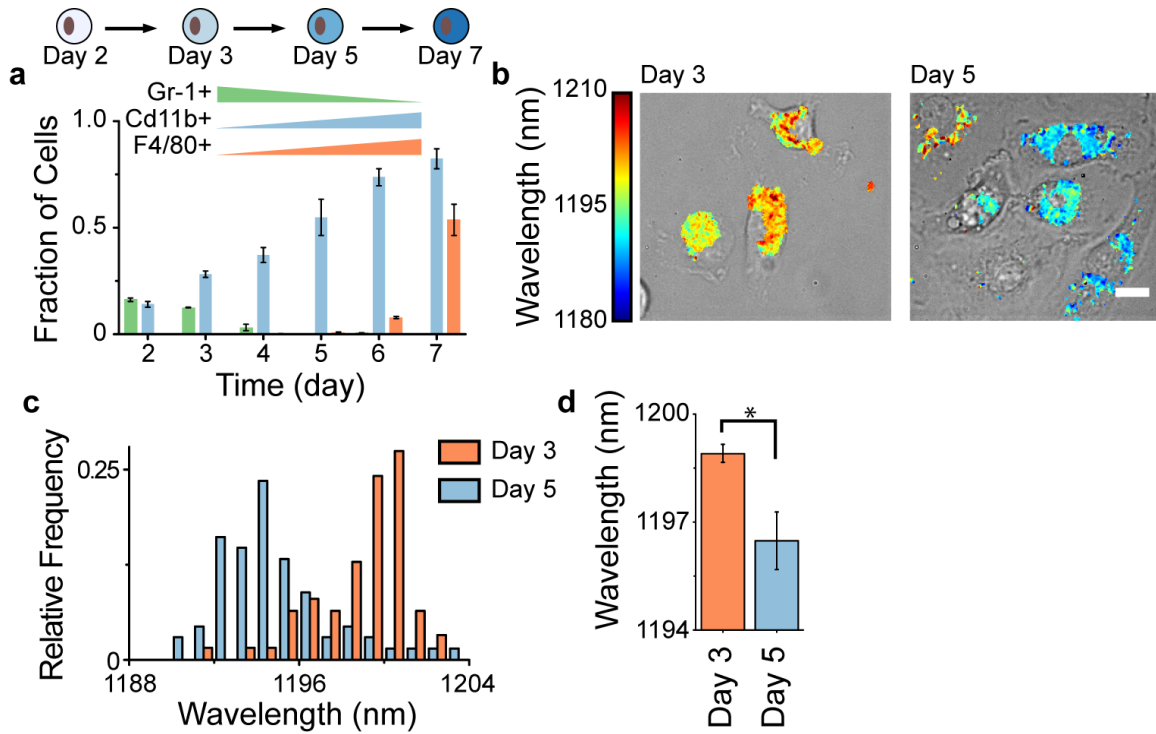 Day 2 Day 3 Day 5 Day 7
a
Gr-1+
Cd11b+
F4/80+
1.0
0.5
0
Fraction of Cells
2 3 4 5 6 7
Time (day)
b
Day 3 Day 5
1210
1195
1180
Wavelength (nm)
c
Day 3
Day 5
0.25
0
Relative Frequency
1188 1196 1204
Wavelength (nm)
d
*
1200
1197
1194
Wavelength (nm)
Day 3
Day 5